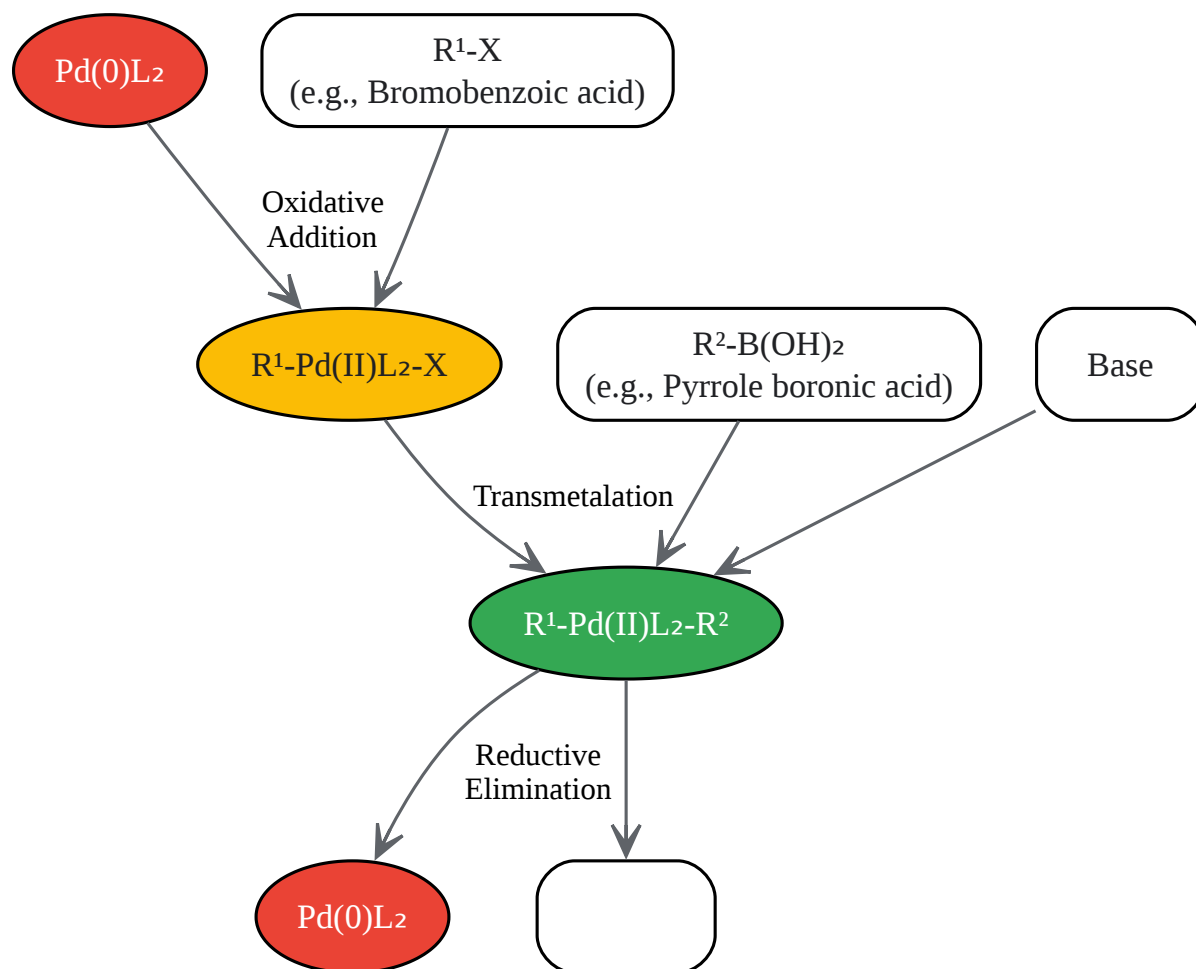 Pd(0)L₂
R¹-X
(e.g., Bromobenzoic acid)
Oxidative
Addition
R¹-Pd(II)L₂-X
R²-B(OH)₂
(e.g., Pyrrole boronic acid)
Base
Transmetalation
R¹-Pd(II)L₂-R²
Reductive
Elimination
Pd(0)L₂